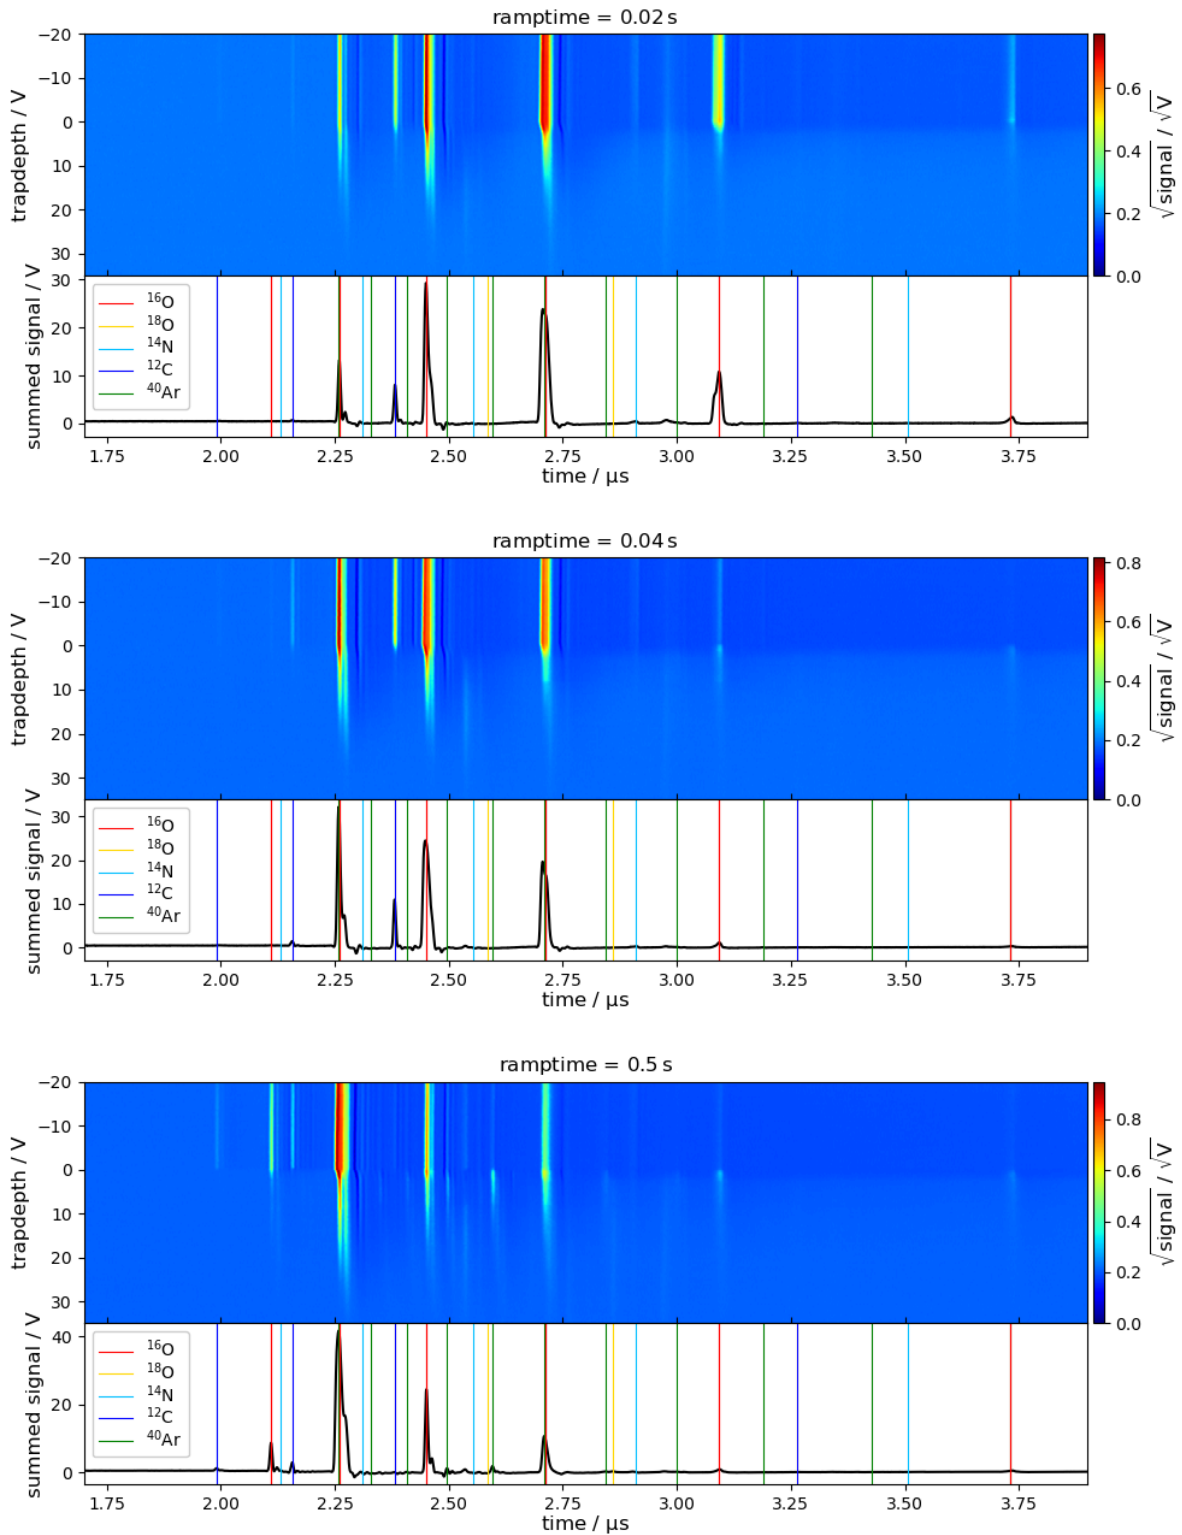 ramptime = 0.02 s
−20
−10
0
10
20
30
trapdepth / V
0.6
0.4
0.2
0.0
√signal / √V
30
20
10
0
summed signal / V
16O
18O
14N
12C
40Ar
1.75 2.00 2.25 2.50 2.75 3.00 3.25 3.50 3.75
time / µs
ramptime = 0.04 s
−20
−10
0
10
20
30
trapdepth / V
0.8
0.6
0.4
0.2
0.0
√signal / √V
30
20
10
0
summed signal / V
16O
18O
14N
12C
40Ar
1.75 2.00 2.25 2.50 2.75 3.00 3.25 3.50 3.75
time / µs
ramptime = 0.5 s
−20
−10
0
10
20
30
trapdepth / V
0.8
0.6
0.4
0.2
0.0
√signal / √V
40
20
0
summed signal / V
16O
18O
14N
12C
40Ar
1.75 2.00 2.25 2.50 2.75 3.00 3.25 3.50 3.75
time / µs